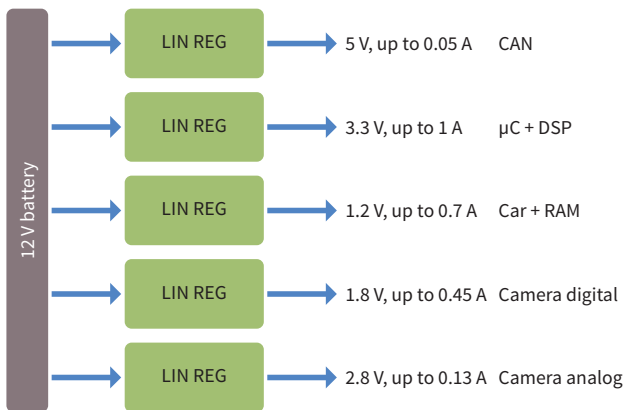 12 V battery
LIN REG
5 V, up to 0.05 A CAN
LIN REG
3.3 V, up to 1 A µC + DSP
LIN REG
1.2 V, up to 0.7 A Car + RAM
LIN REG
1.8 V, up to 0.45 A Camera digital
LIN REG
2.8 V, up to 0.13 A Camera analog